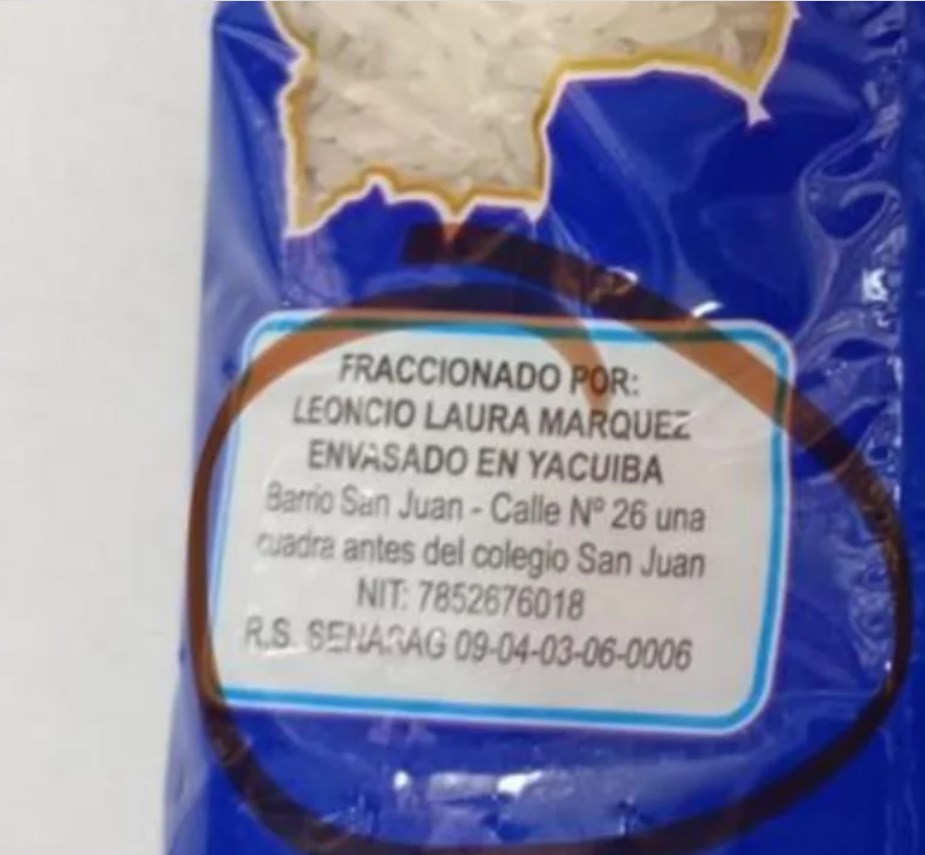 FRACCIONADO POR:
LEONCIO LAURA MARQUEZ
ENVASADO EN YACUIBA
Barrio San Juan - Calle Nº 26 una
cuadra antes del colegio San Juan
NIT: 7852676018
R.S. SENASAG 09-04-03-06-0006